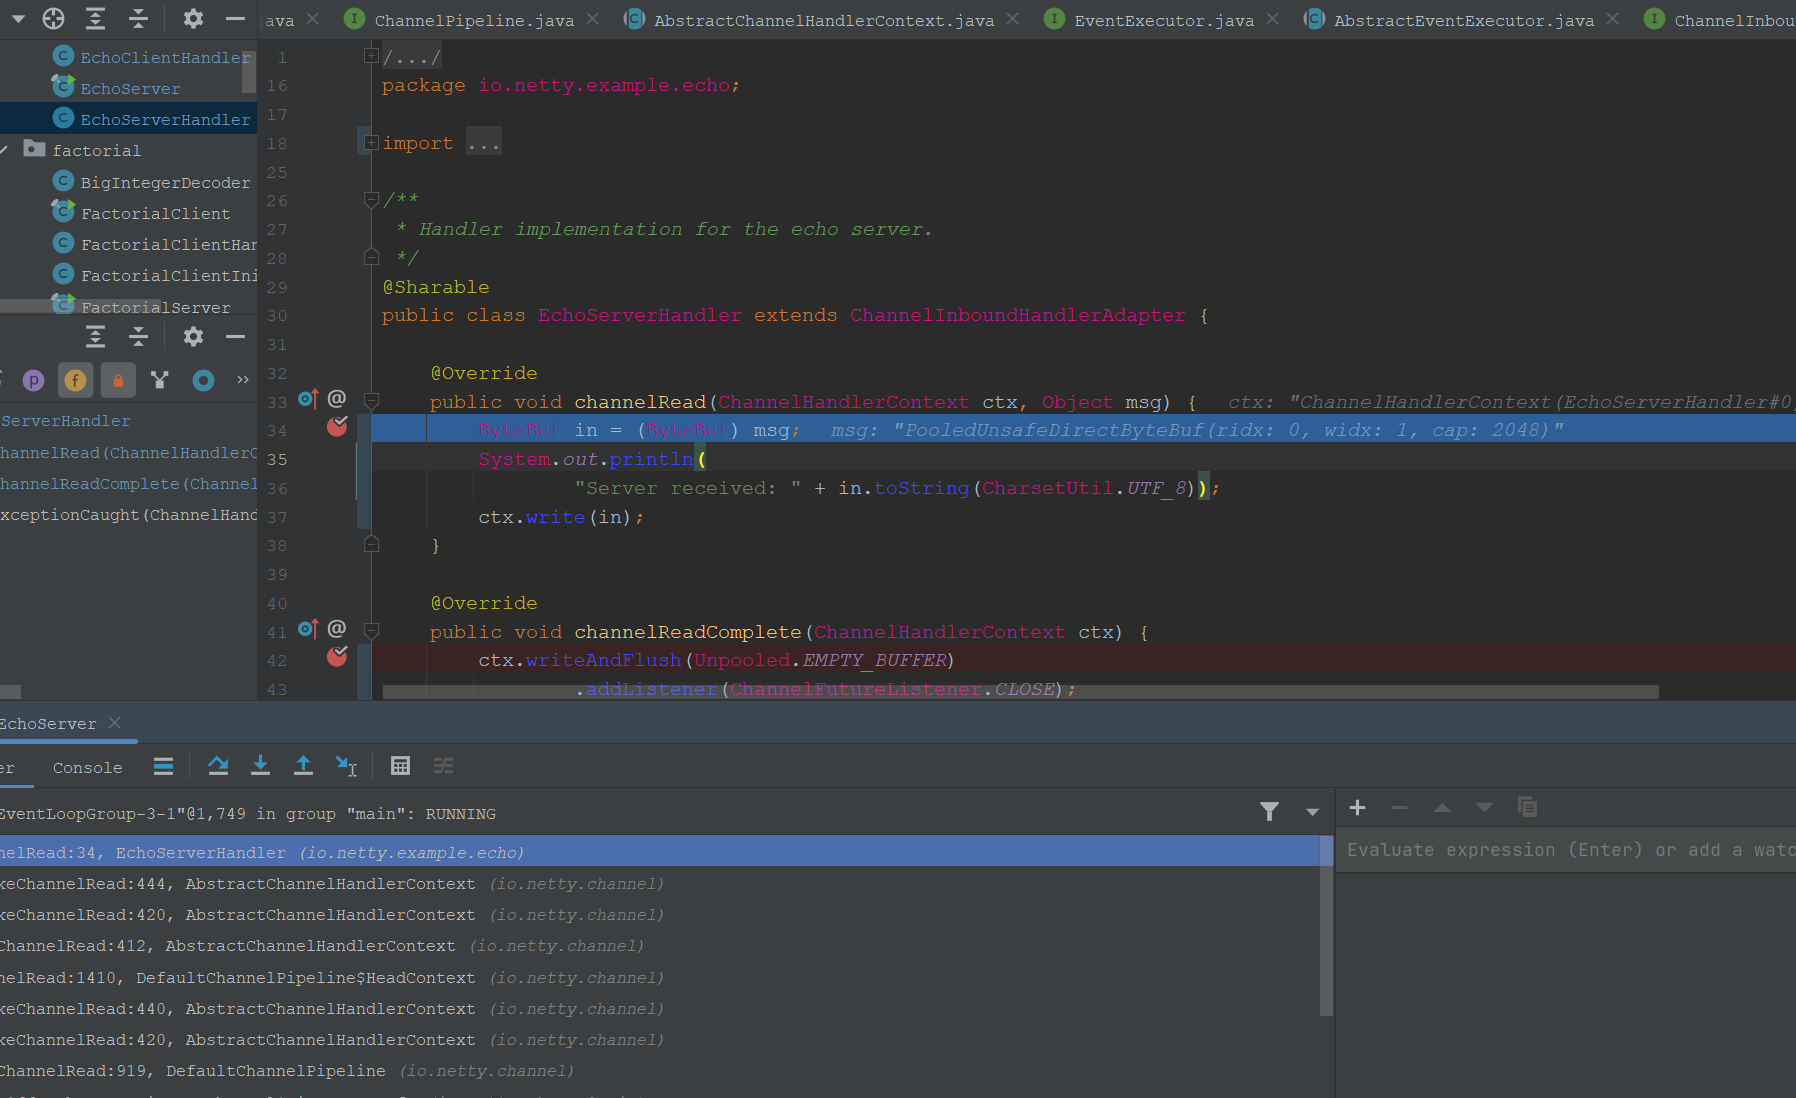 java ChannelPipeline.java AbstractChannelHandlerContext.java EventExecutor.java AbstractEventExecutor.java ChannelInbou
EchoClientHandler
EchoServer
EchoServerHandler
factorial
BigIntegerDecoder
FactorialClient
FactorialClientHan
FactorialClientIni
FactorialServer
ServerHandler
hannelRead(ChannelHandlerC
hannelReadComplete(Channel
xceptionCaught(ChannelHand
1 /.../
16 package io.netty.example.echo;
17
18 import ...
25
26 /**
27 * Handler implementation for the echo server.
28 */
29 @Sharable
30 public class EchoServerHandler extends ChannelInboundHandlerAdapter {
31
32 @Override
33 public void channelRead(ChannelHandlerContext ctx, Object msg) { ctx: "ChannelHandlerContext(EchoServerHandler#0,
34 ByteBuf in = (ByteBuf) msg; msg: "PooledUnsafeDirectByteBuf(ridx: 0, widx: 1, cap: 2048)"
35 System.out.println(
36 "Server received: " + in.toString(CharsetUtil.UTF_8));
37 ctx.write(in);
38 }
39
40 @Override
41 public void channelReadComplete(ChannelHandlerContext ctx) {
42 ctx.writeAndFlush(Unpooled.EMPTY_BUFFER)
43 .addListener(ChannelFutureListener.CLOSE);
EchoServer
er Console
EventLoopGroup-3-1"@1,749 in group "main": RUNNING
nelRead:34, EchoServerHandler (io.netty.example.echo)
keChannelRead:444, AbstractChannelHandlerContext (io.netty.channel)
keChannelRead:420, AbstractChannelHandlerContext (io.netty.channel)
ChannelRead:412, AbstractChannelHandlerContext (io.netty.channel)
nelRead:1410, DefaultChannelPipeline$HeadContext (io.netty.channel)
keChannelRead:440, AbstractChannelHandlerContext (io.netty.channel)
keChannelRead:420, AbstractChannelHandlerContext (io.netty.channel)
ChannelRead:919, DefaultChannelPipeline (io.netty.channel)
Evaluate expression (Enter) or add a watc